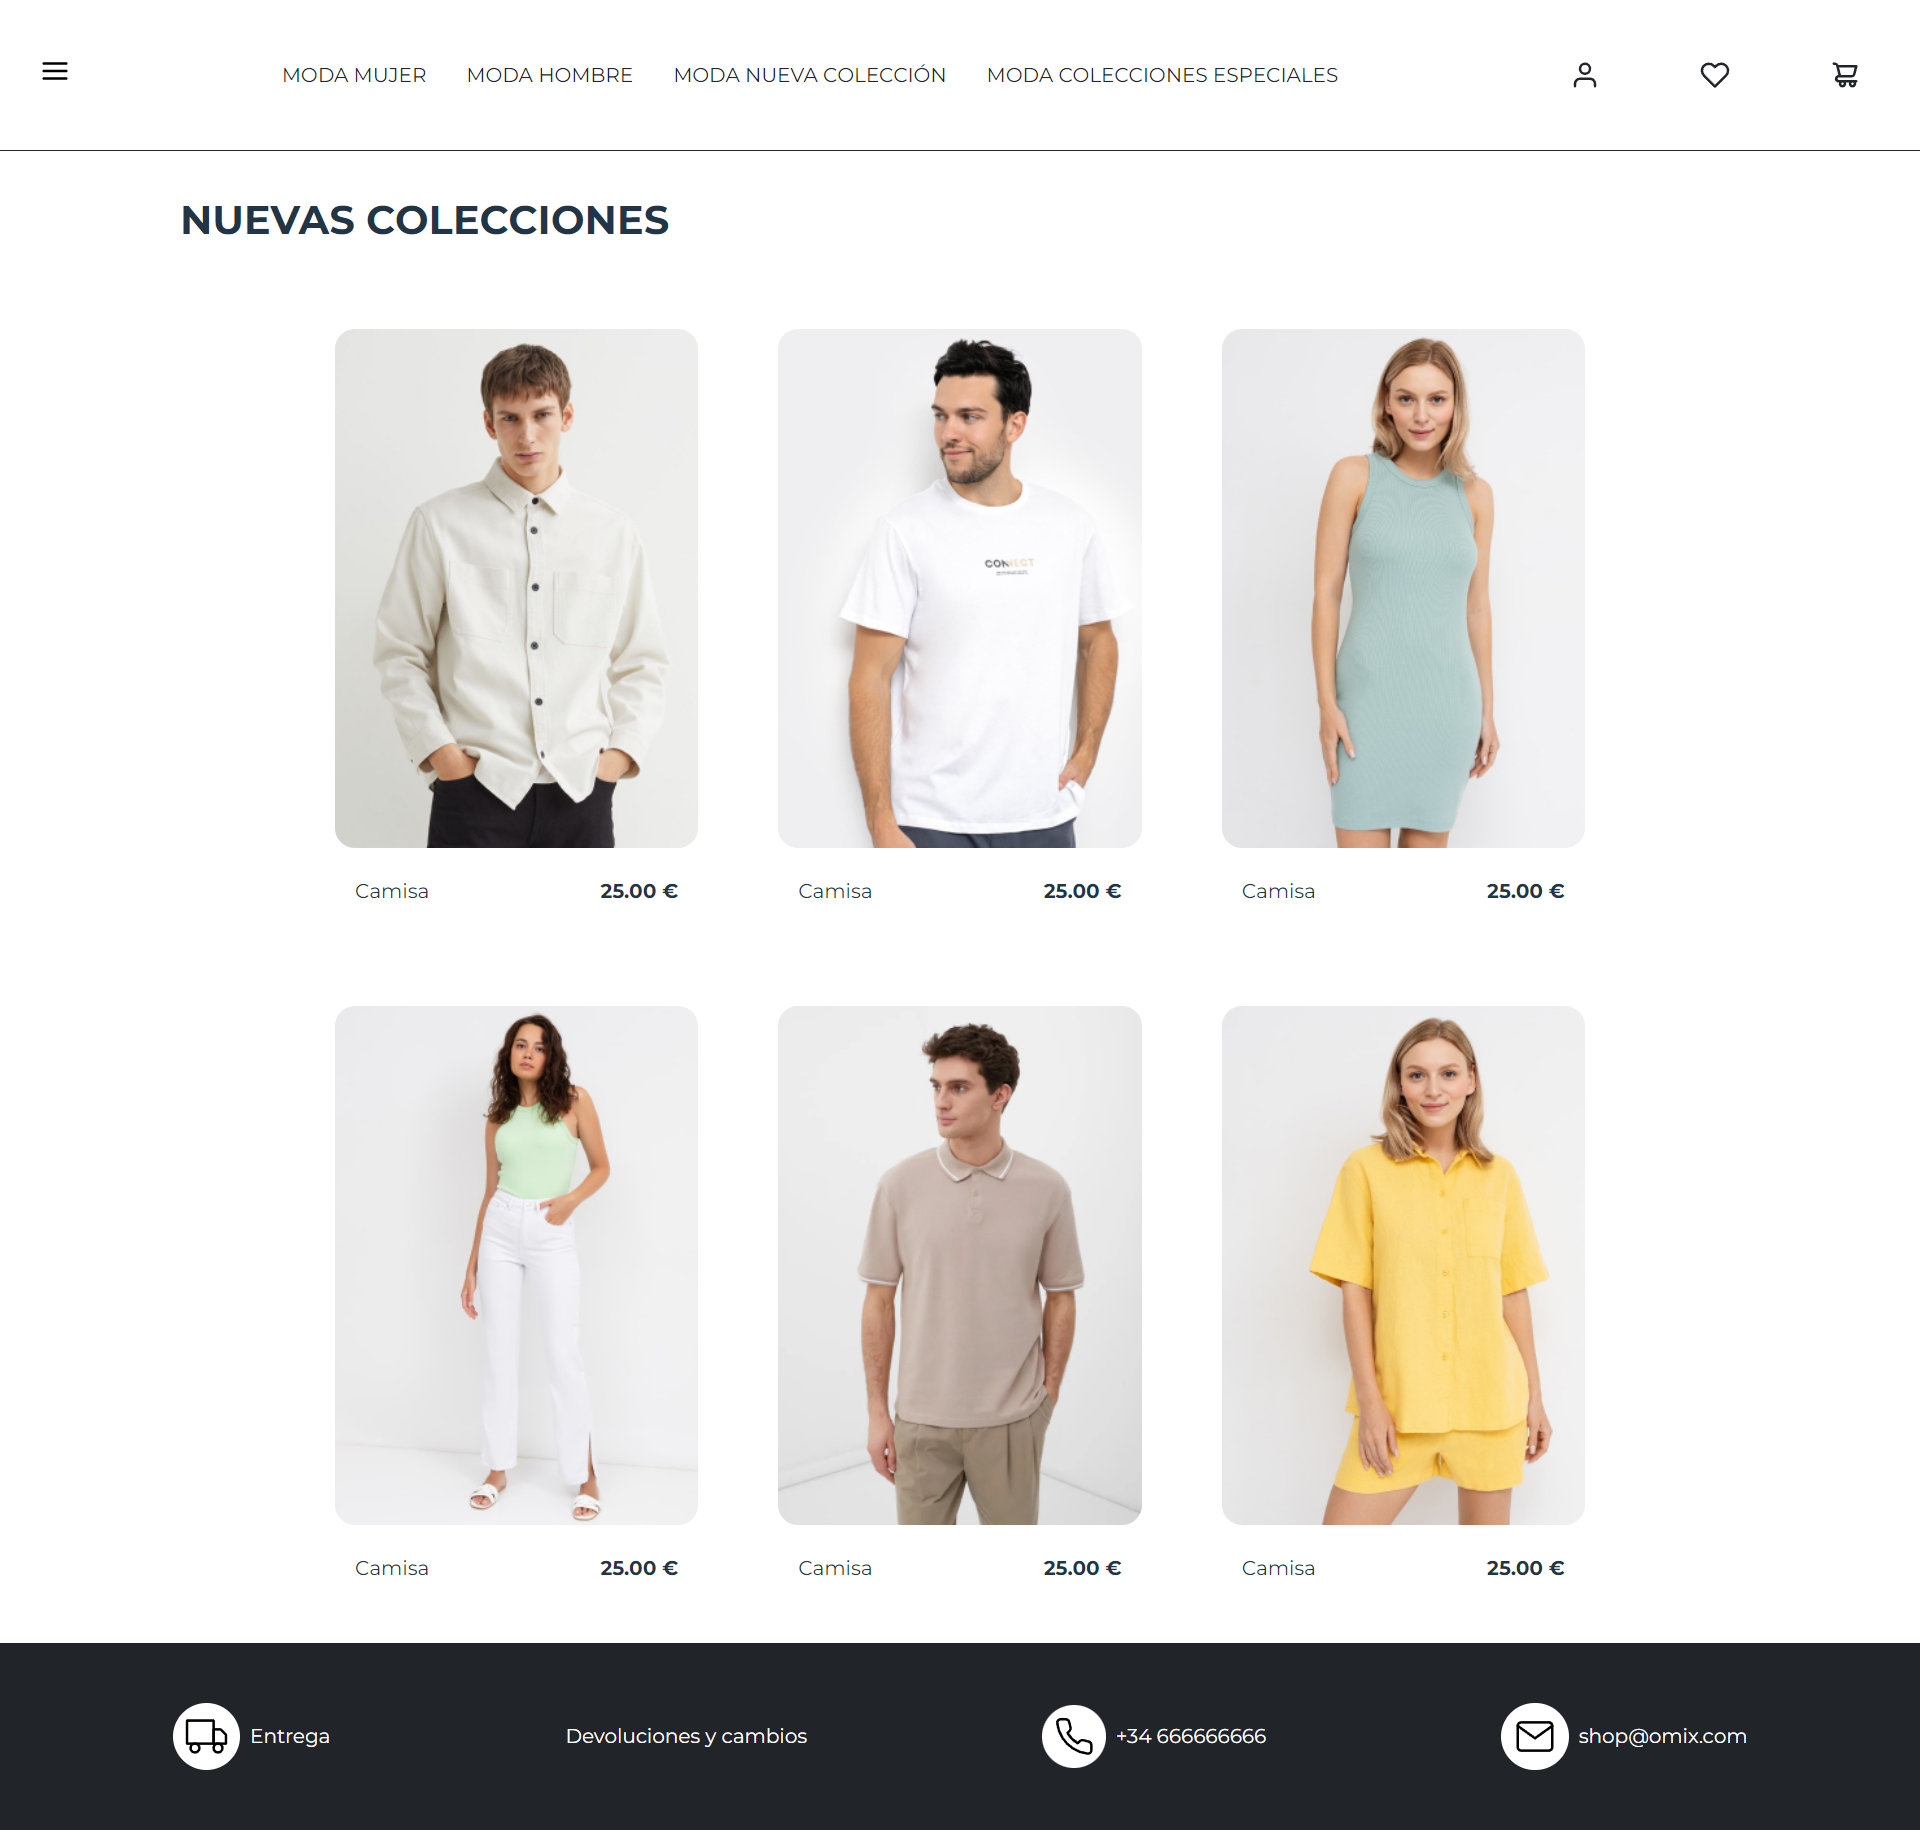 MODA MUJER MODA HOMBRE MODA NUEVA COLECCIÓN MODA COLECCIONES ESPECIALES
NUEVAS COLECCIONES
CONNECT
Camisa 25.00 € Camisa 25.00 € Camisa 25.00 €
Camisa 25.00 € Camisa 25.00 € Camisa 25.00 €
Entrega Devoluciones y cambios +34 666666666 shop@omix.com